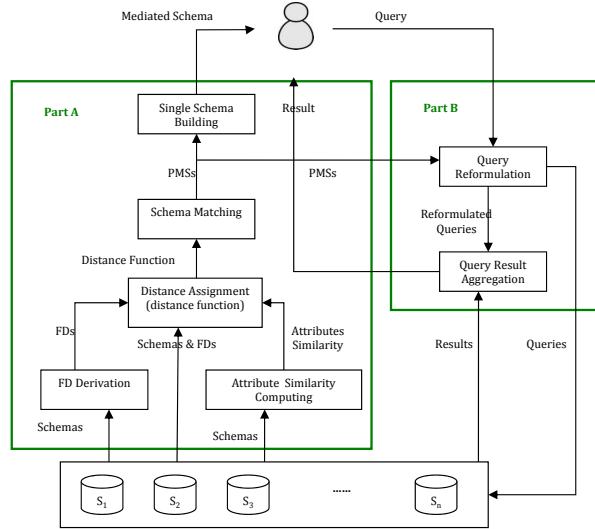 Mediated Schema
Query
Part A
Single Schema
Building
Result
Part B
PMSs
PMSs
Query
Reformulation
Schema Matching
Reformulated
Queries
Distance Function
Query Result
Aggregation
Distance Assignment
(distance function)
FDs
Schemas & FDs
Attributes
Similarity
Results
Queries
FD Derivation
Attribute Similarity
Computing
Schemas
Schemas
S1
S2
S3
......
Sn